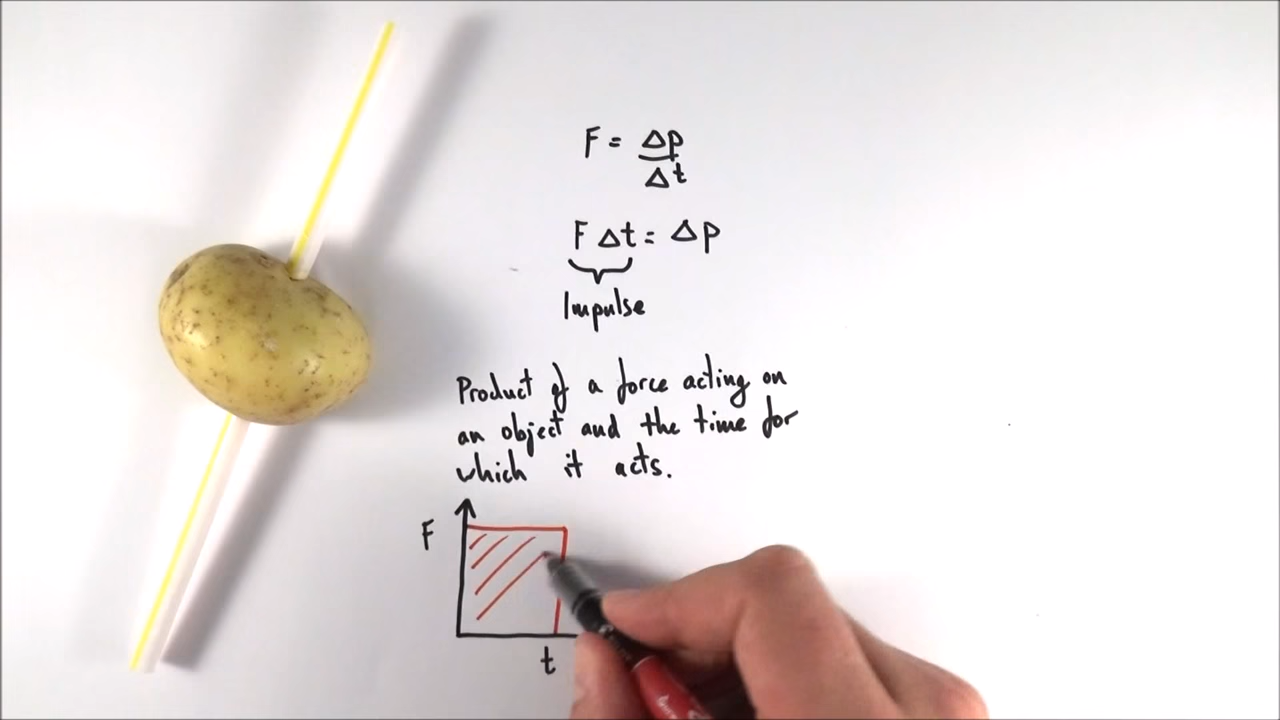 F = Δp
Δt
F Δt = Δp
Impulse
Product of a force acting on
an object and the time for
which it acts.
F
t